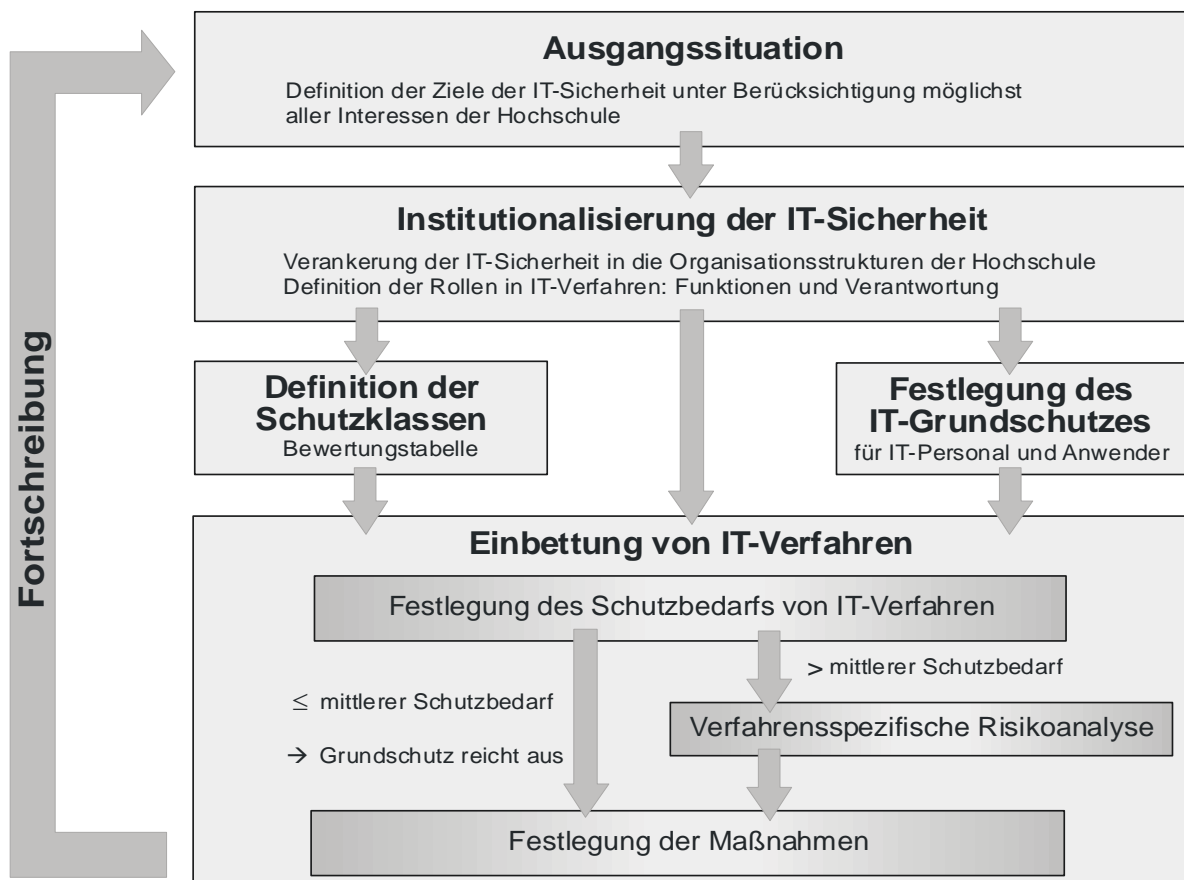 Ausgangssituation
Definition der Ziele der IT-Sicherheit unter Berücksichtigung möglichst
aller Interessen der Hochschule
Institutionalisierung der IT-Sicherheit
Verankerung der IT-Sicherheit in die Organisationsstrukturen der Hochschule
Definition der Rollen in IT-Verfahren: Funktionen und Verantwortung
Fortschreibung
Definition der
Schutzklassen
Bewertungstabelle
Festlegung des
IT-Grundschutzes
für IT-Personal und Anwender
Einbettung von IT-Verfahren
Festlegung des Schutzbedarfs von IT-Verfahren
> mittlerer Schutzbedarf
≤ mittlerer Schutzbedarf
→ Grundschutz reicht aus
Verfahrensspezifische Risikoanalyse
Festlegung der Maßnahmen